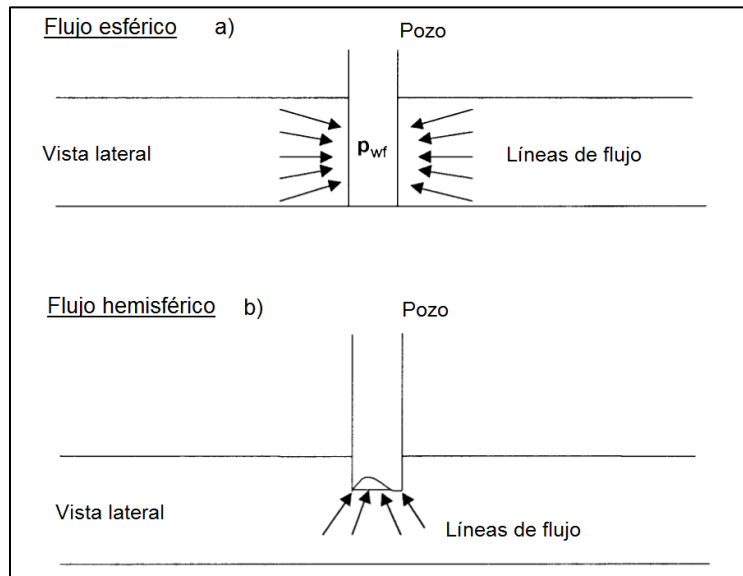 Flujo esférico a)
Pozo
Vista lateral
Pwf
Líneas de flujo
Flujo hemisférico b)
Pozo
Vista lateral
Líneas de flujo